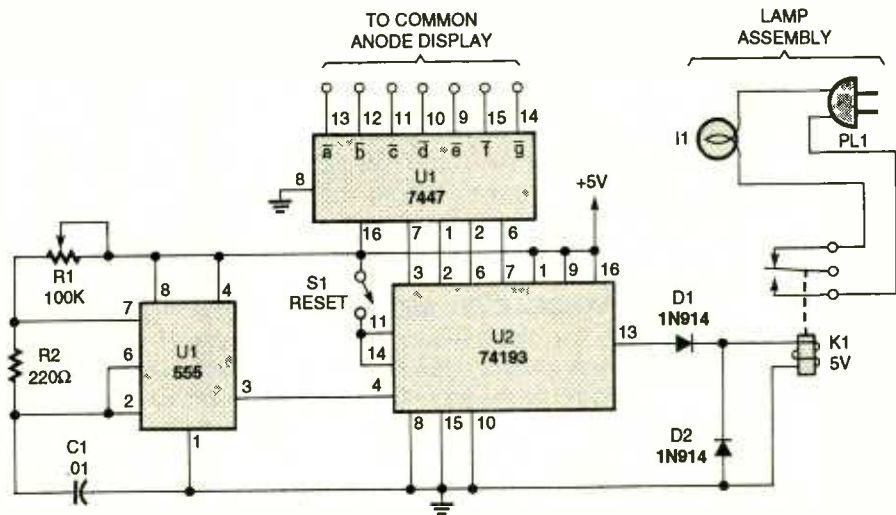 TO COMMON
ANODE DISPLAY
LAMP
ASSEMBLY
13 12 11 10 9 15 14
a̅ b̅ c̅ d̅ e̅ f̅ g̅
U1
7447
8
I1
PL1
+5V
16 7 1 2 6
R1
100K
S1
RESET
3 2 6 7 1 9 16
8 4
7
U1
555
6
2
3
1
R2
220Ω
C1
.01
11
14
4
U2
74193
13
8 15 10
D1
1N914
K1
5V
D2
1N914